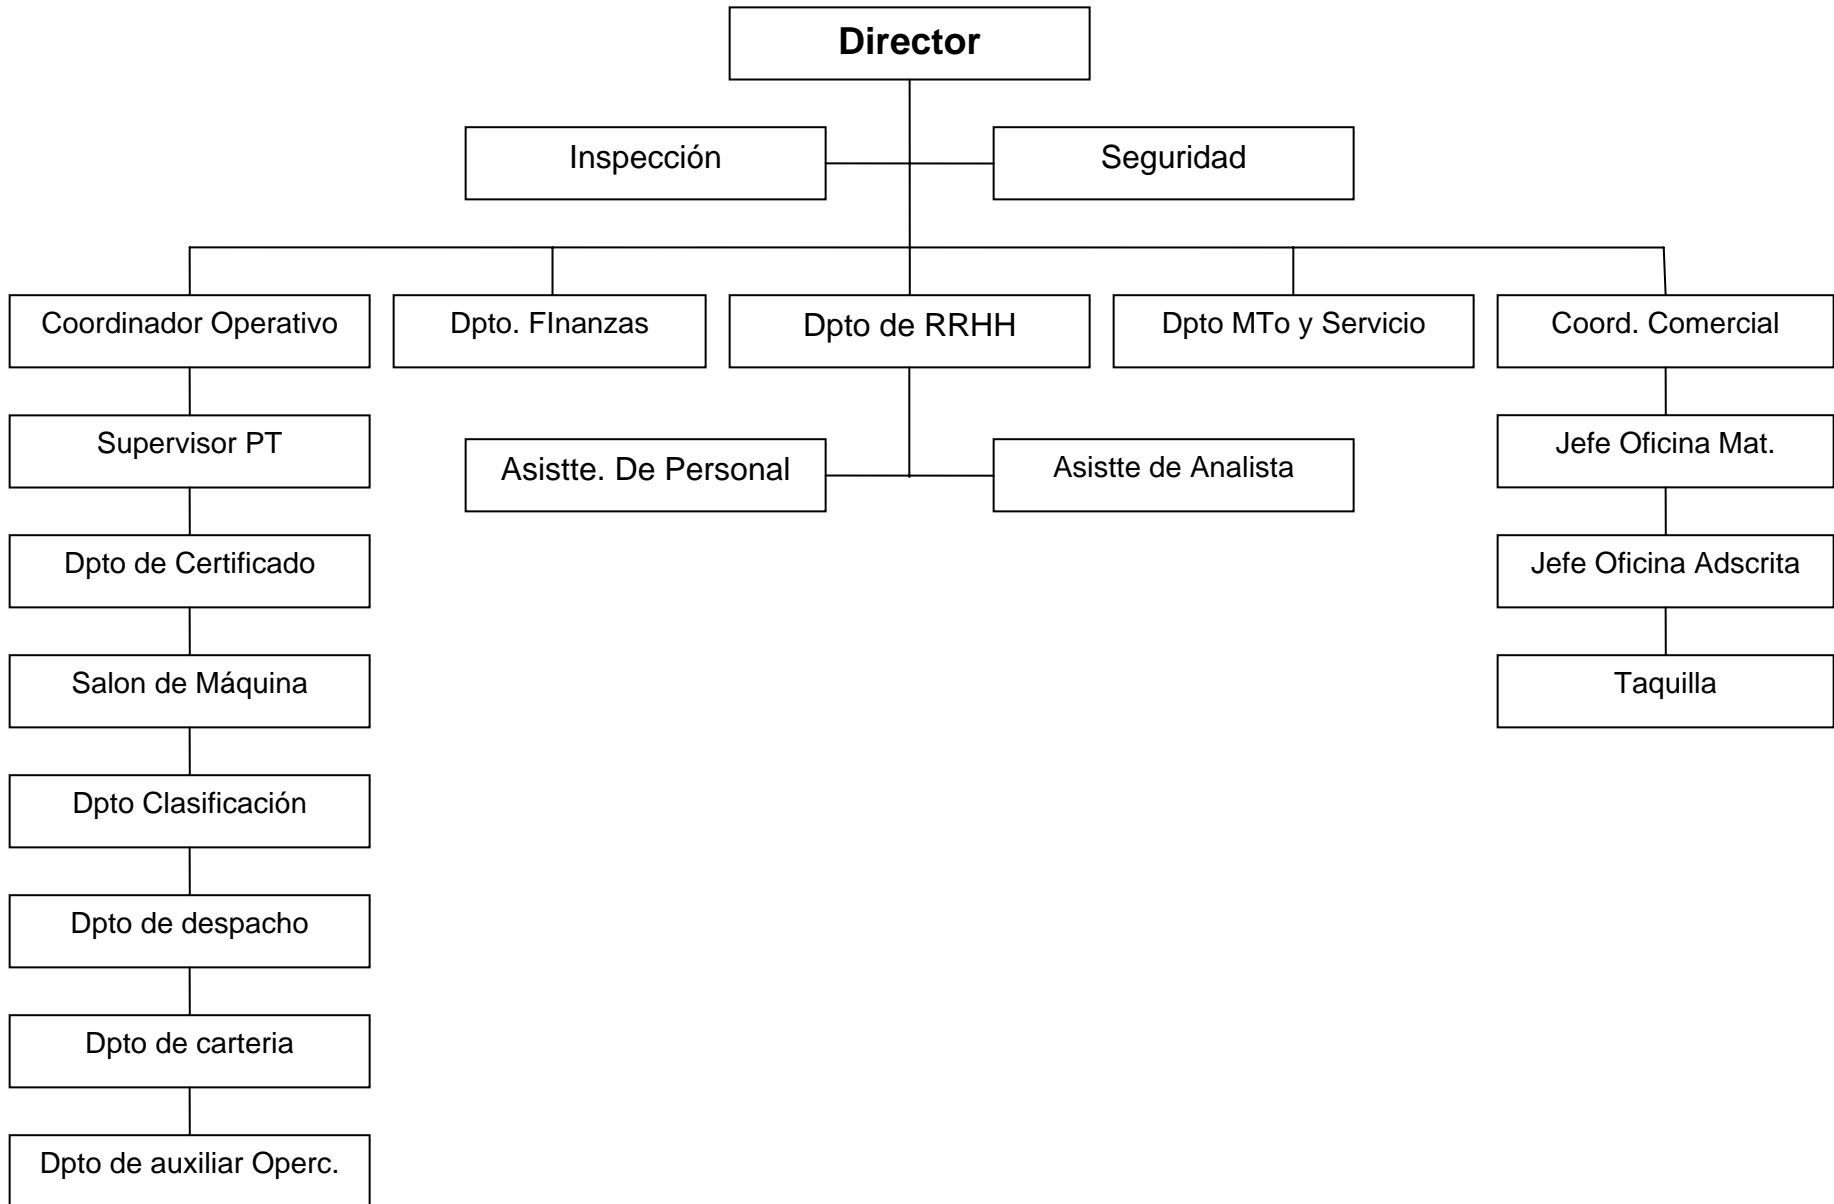 Director
Inspección
Seguridad
Coordinador Operativo
Dpto. FInanzas
Dpto de RRHH
Dpto MTo y Servicio
Coord. Comercial
Supervisor PT
Asistte. De Personal
Asistte de Analista
Jefe Oficina Mat.
Dpto de Certificado
Jefe Oficina Adscrita
Salon de Máquina
Taquilla
Dpto Clasificación
Dpto de despacho
Dpto de carteria
Dpto de auxiliar Operc.